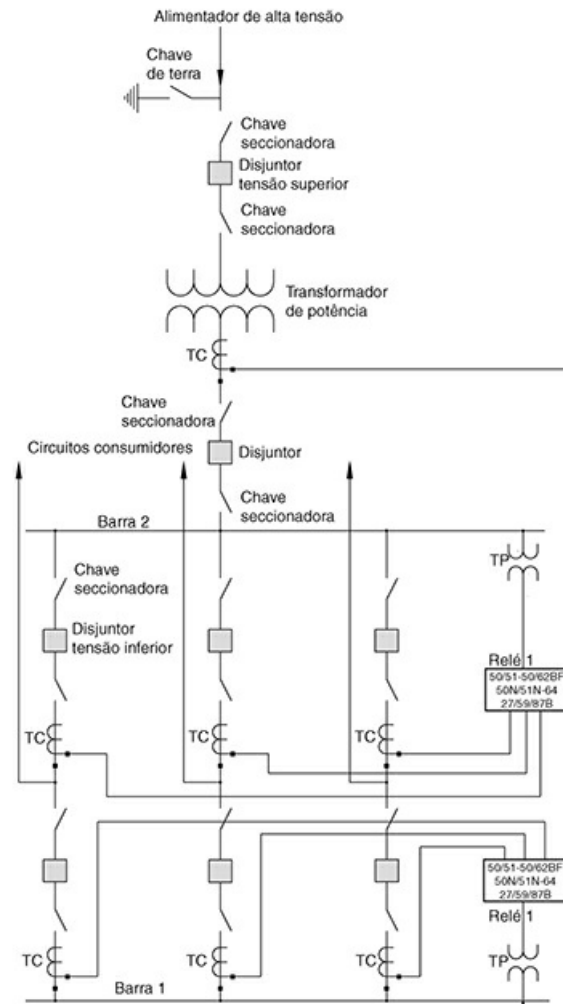 Alimentador de alta tensão
Chave
de terra
Chave
seccionadora
Disjuntor
tensão superior
Chave
seccionadora
Transformador
de potência
TC
Chave
seccionadora
Circuitos consumidores
Disjuntor
Chave
seccionadora
Barra 2
TP
Chave
seccionadora
Disjuntor
tensão inferior
Relé 1
50/51-50/62BF
50N/51N-64
27/59/87B
TC
TC
TC
50/51-50/62BF
50N/51N-64
27/59/87B
Relé 1
TC
TC
TC
TP
Barra 1